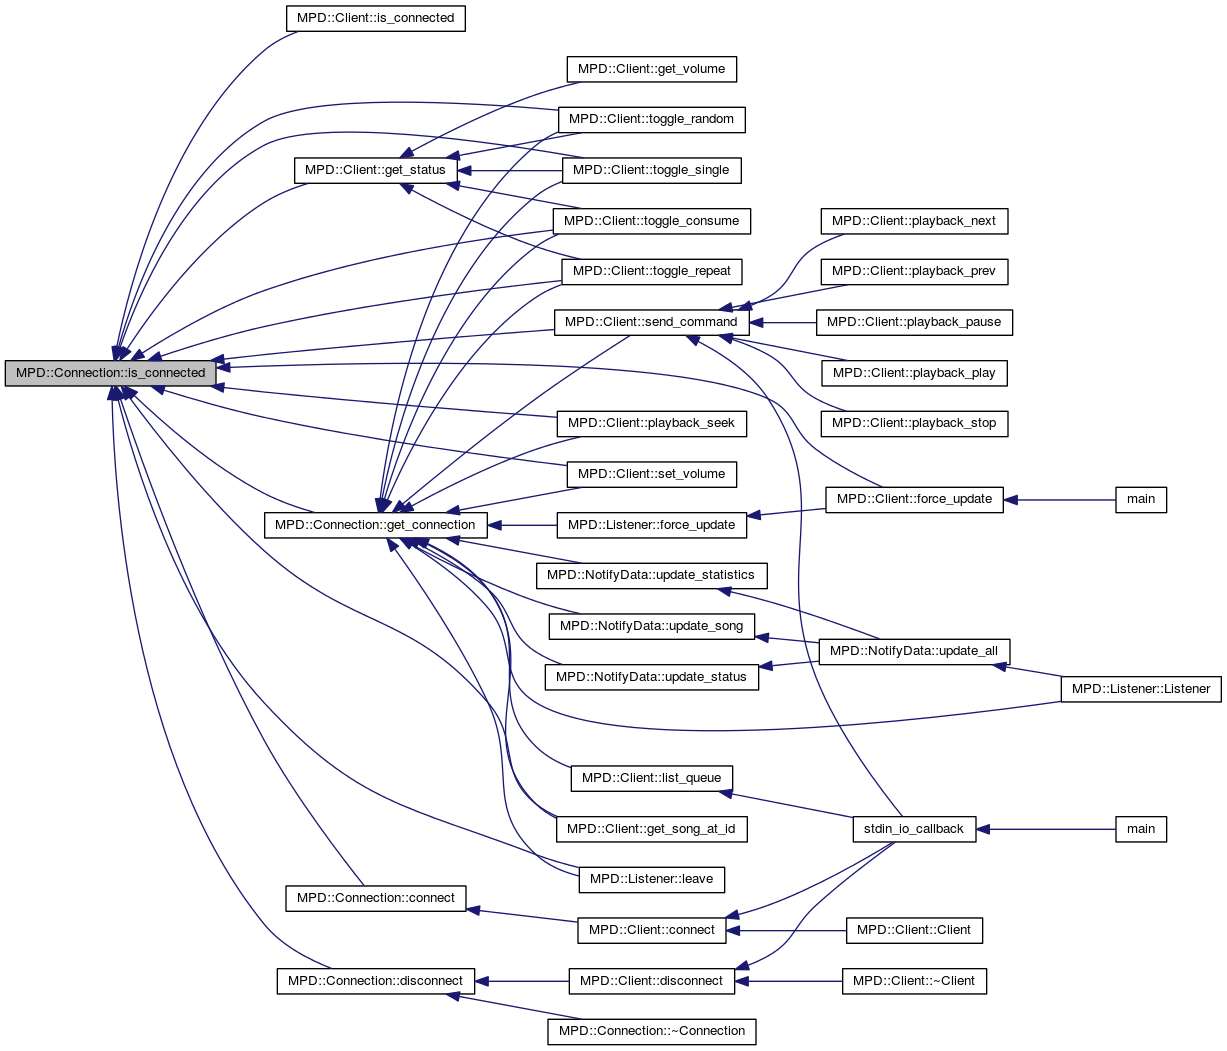 MPD::Client::is_connected
MPD::Client::get_volume
MPD::Client::toggle_random
MPD::Client::get_status
MPD::Client::toggle_single
MPD::Client::toggle_consume
MPD::Client::playback_next
MPD::Client::toggle_repeat
MPD::Client::playback_prev
MPD::Client::send_command
MPD::Client::playback_pause
MPD::Connection::is_connected
MPD::Client::playback_play
MPD::Client::playback_seek
MPD::Client::playback_stop
MPD::Client::set_volume
MPD::Client::force_update
main
MPD::Connection::get_connection
MPD::Listener::force_update
MPD::NotifyData::update_statistics
MPD::NotifyData::update_song
MPD::NotifyData::update_all
MPD::NotifyData::update_status
MPD::Listener::Listener
MPD::Client::list_queue
MPD::Client::get_song_at_id
stdin_io_callback
main
MPD::Listener::leave
MPD::Connection::connect
MPD::Client::connect
MPD::Client::Client
MPD::Connection::disconnect
MPD::Client::disconnect
MPD::Client::~Client
MPD::Connection::~Connection